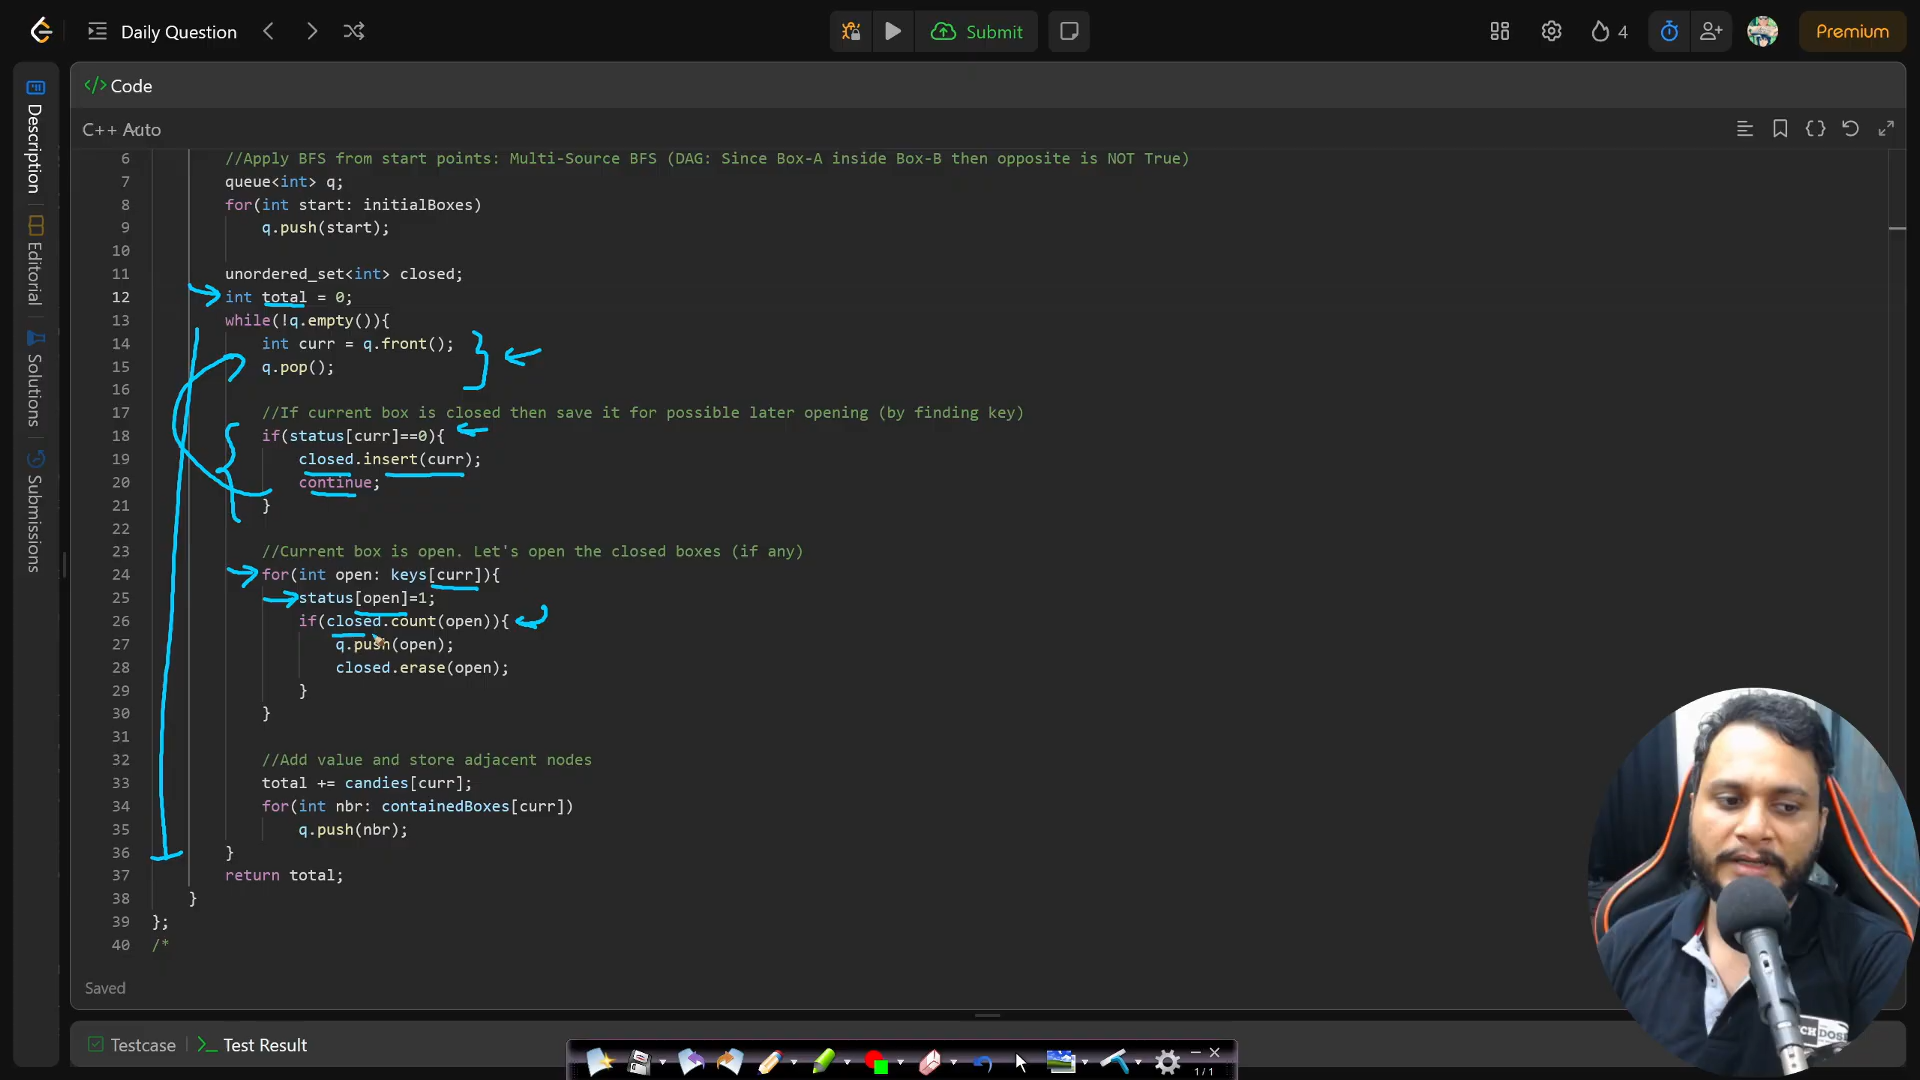 Daily Question
Submit
4
Premium
Description
Editorial
Solutions
Submissions
</> Code
C++ Auto
6 //Apply BFS from start points: Multi-Source BFS (DAG: Since Box-A inside Box-B then opposite is NOT True)
7 queue<int> q;
8 for(int start: initialBoxes)
9 q.push(start);
10
11 unordered_set<int> closed;
12 int total = 0;
13 while(!q.empty()){
14 int curr = q.front();
15 q.pop();
16
17 //If current box is closed then save it for possible later opening (by finding key)
18 if(status[curr]==0){
19 closed.insert(curr);
20 continue;
21 }
22
23 //Current box is open. Let's open the closed boxes (if any)
24 for(int open: keys[curr]){
25 status[open]=1;
26 if(closed.count(open)){
27 q.push(open);
28 closed.erase(open);
29 }
30 }
31
32 //Add value and store adjacent nodes
33 total += candies[curr];
34 for(int nbr: containedBoxes[curr])
35 q.push(nbr);
36 }
37 return total;
38 }
39 };
40 /*
Saved
Testcase
Test Result
1/1